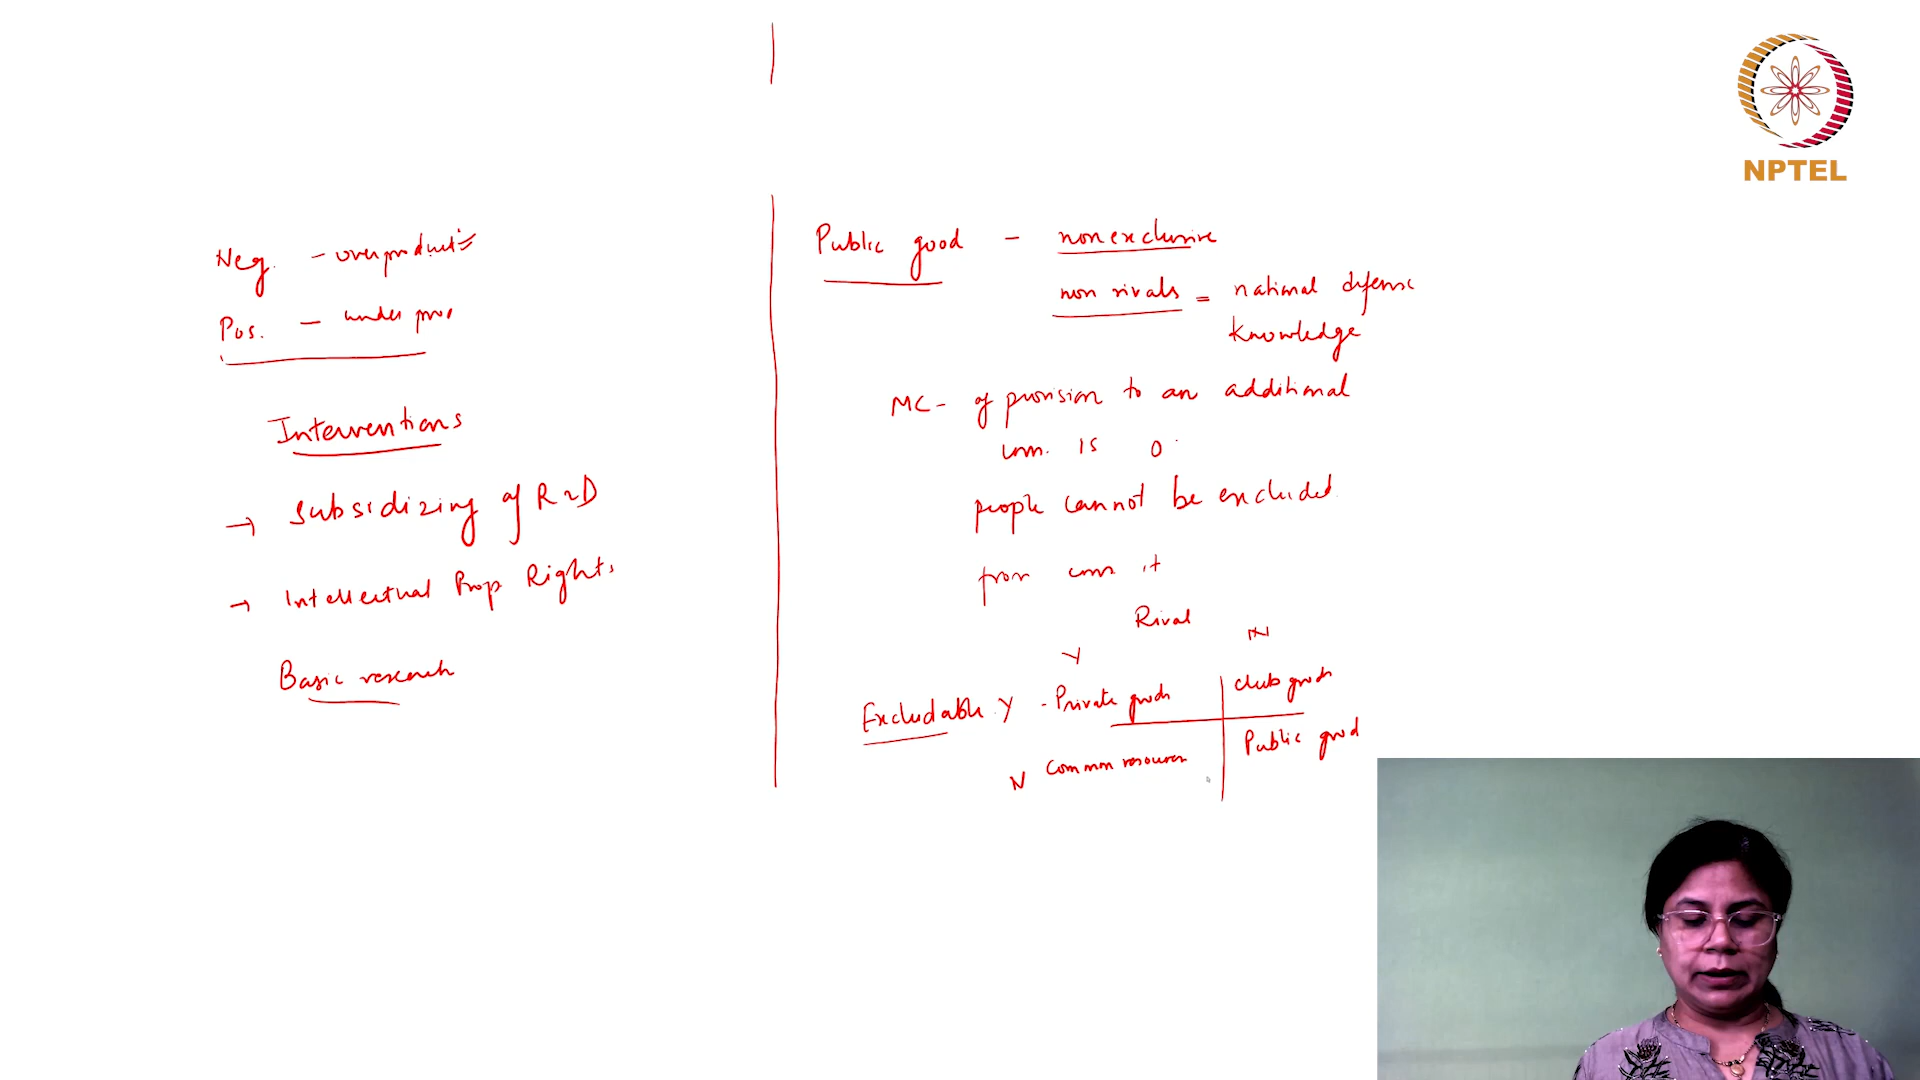 NPTEL
Neg. - overproduct
Pos. - under pro
Interventions
→ Subsidizing of R & D
→ Intellectual Prop Rights
Basic research
Public good - nonexclusive
non rivals = national defense
knowledge
MC - of provision to an additional
con. is 0
people cannot be excluded
from con it
Rival
Y N
Excludable Y - Private goods club goods
N Common resources Public good